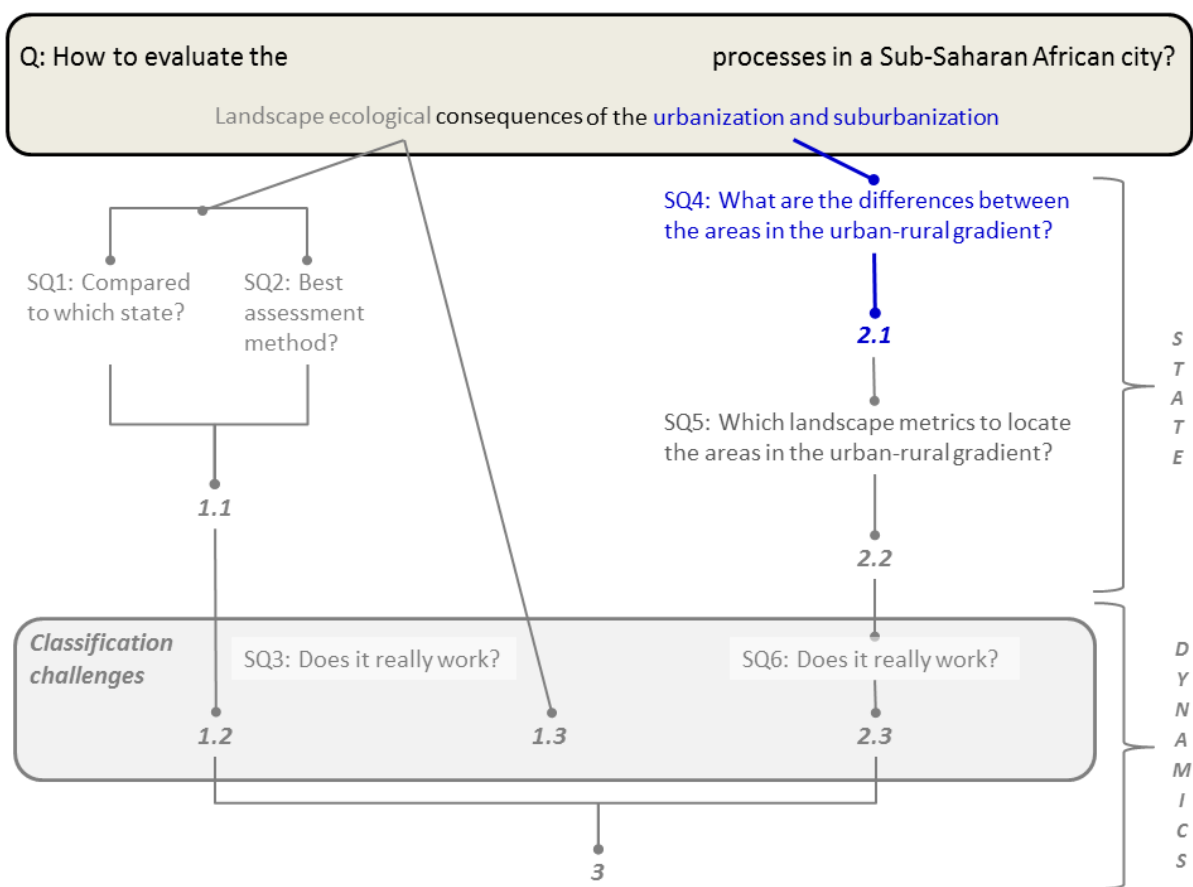 Q: How to evaluate the processes in a Sub-Saharan African city?
Landscape ecological consequences of the urbanization and suburbanization
SQ4: What are the differences between
the areas in the urban-rural gradient?
SQ1: Compared
to which state?
SQ2: Best
assessment
method?
2.1
SQ5: Which landscape metrics to locate
the areas in the urban-rural gradient?
1.1
2.2
STATE
Classification
challenges
SQ3: Does it really work?
SQ6: Does it really work?
1.2
1.3
2.3
DYNAMICS
3